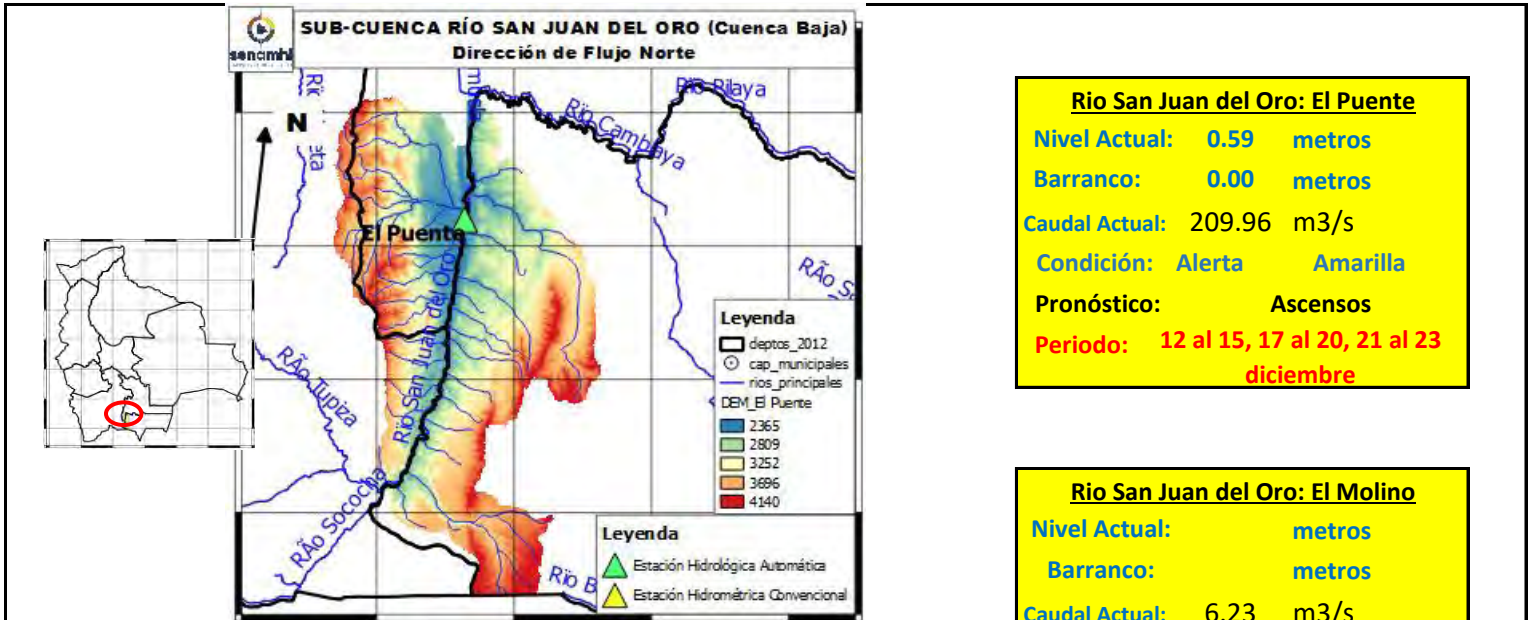 SUB-CUENCA RÍO SAN JUAN DEL ORO (Cuenca Baja)
Dirección de Flujo Norte
senamhi
N
Río Pilaya
Río Cambaya
El Puente
Río San Juan del Oro
RÃo Tupiza
RÃo Sococha
RÃo S
Río B
Leyenda
deptos_2012
cap_municipales
rios_principales
DEM_El Puente
2365
2809
3252
3696
4140
Leyenda
Estación Hidrológica Automática
Estación Hidrométrica Convencional
Rio San Juan del Oro: El Puente
Nivel Actual: 0.59 metros
Barranco: 0.00 metros
Caudal Actual: 209.96 m3/s
Condición: Alerta Amarilla
Pronóstico: Ascensos
Periodo: 12 al 15, 17 al 20, 21 al 23
diciembre
Rio San Juan del Oro: El Molino
Nivel Actual: metros
Barranco: metros
Caudal Actual: 6.23 m3/s